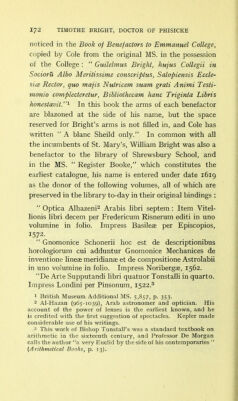 172 TIMOTHE BRIGHT, DOCTOR OF PHISICKE
noticed in the Book of Benefactors to Emmanuel College,
copied by Cole from the original MS. in the possession
of the College : " Guilelmus Bright, hujus Collegii in
Sociorū Albo Meritissime conscriptus, Salopiensis Eccle-
siæ Rector, quo majis Nutricem suam grati Animi Testi-
monio complecteretur, Bibliothecam hanc Triginta Libris
honestavit."1 In this book the arms of each benefactor
are blazoned at the side of his name, but the space
reserved for Bright's arms is not filled in, and Cole has
written " A blanc Sheild only." In common with all
the incumbents of St. Mary's, William Bright was also a
benefactor to the library of Shrewsbury School, and
in the MS. " Register Booke," which constitutes the
earliest catalogue, his name is entered under date 1619
as the donor of the following volumes, all of which are
preserved in the library to-day in their original bindings :
" Optica Alhazeni2 Arabis libri septem : Item Vitel-
lionis libri decem per Fredericum Risnerum editi in uno
volumine in folio. Impress Basileæ per Episcopios,
1572.
" Gnomonice Schonerii hoc est de descriptionibus
horologiorum cui adduntur Gnomonice Mechanices de
inventione lineæ meridianæ et de compositione Astrolabii
in uno volumine in folio. Impress Noribergæ, 1562.
" De Arte Supputandi libri quatuor Tonstalli in quarto.
Impress Londini per Pinsonum, 1522.3
1 British Museum Additional MS. 5,857, p. 353.
2 Al-Hazan (965-1039), Arab astronomer and optician. His
account of the power of lenses is the earliest known, and he
is credited with the first suggestion of spectacles. Kepler made
considerable use of his writings.
3 This work of Bishop Tonstall's was a standard textbook on
arithmetic in the sixteenth century, and Professor De Morgan
calls the author " a very Euclid by the side of his contemporaries "
(Arithmetical Books, p. 13).